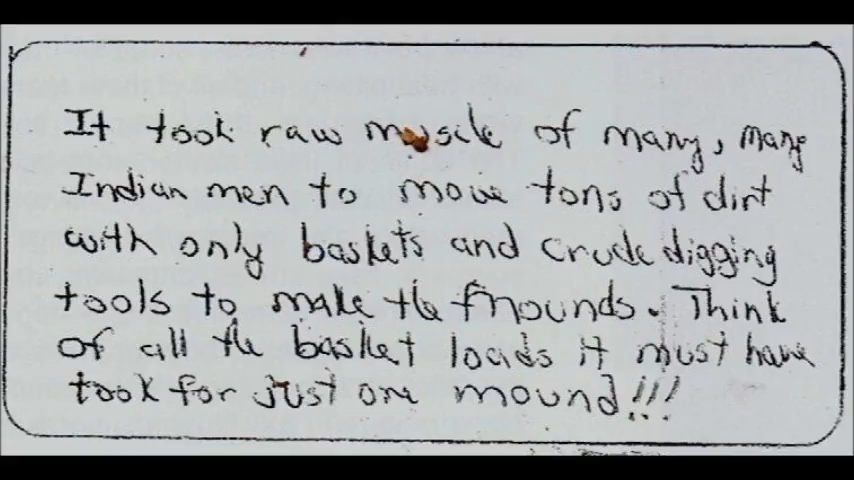 It took raw muscle of many, many
Indian men to move tons of dirt
with only baskets and crude digging
tools to make the mounds. Think
of all the basket loads it must have
took for just one mound!!!